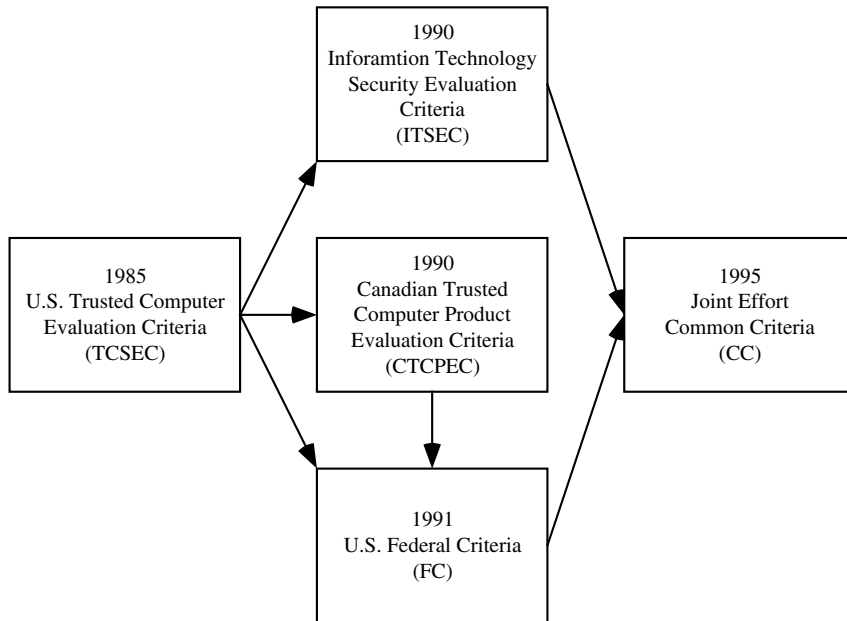 1990
Inforamtion Technology
Security Evaluation
Criteria
(ITSEC)
1985
U.S. Trusted Computer
Evaluation Criteria
(TCSEC)
1990
Canadian Trusted
Computer Product
Evaluation Criteria
(CTCPEC)
1995
Joint Effort
Common Criteria
(CC)
1991
U.S. Federal Criteria
(FC)